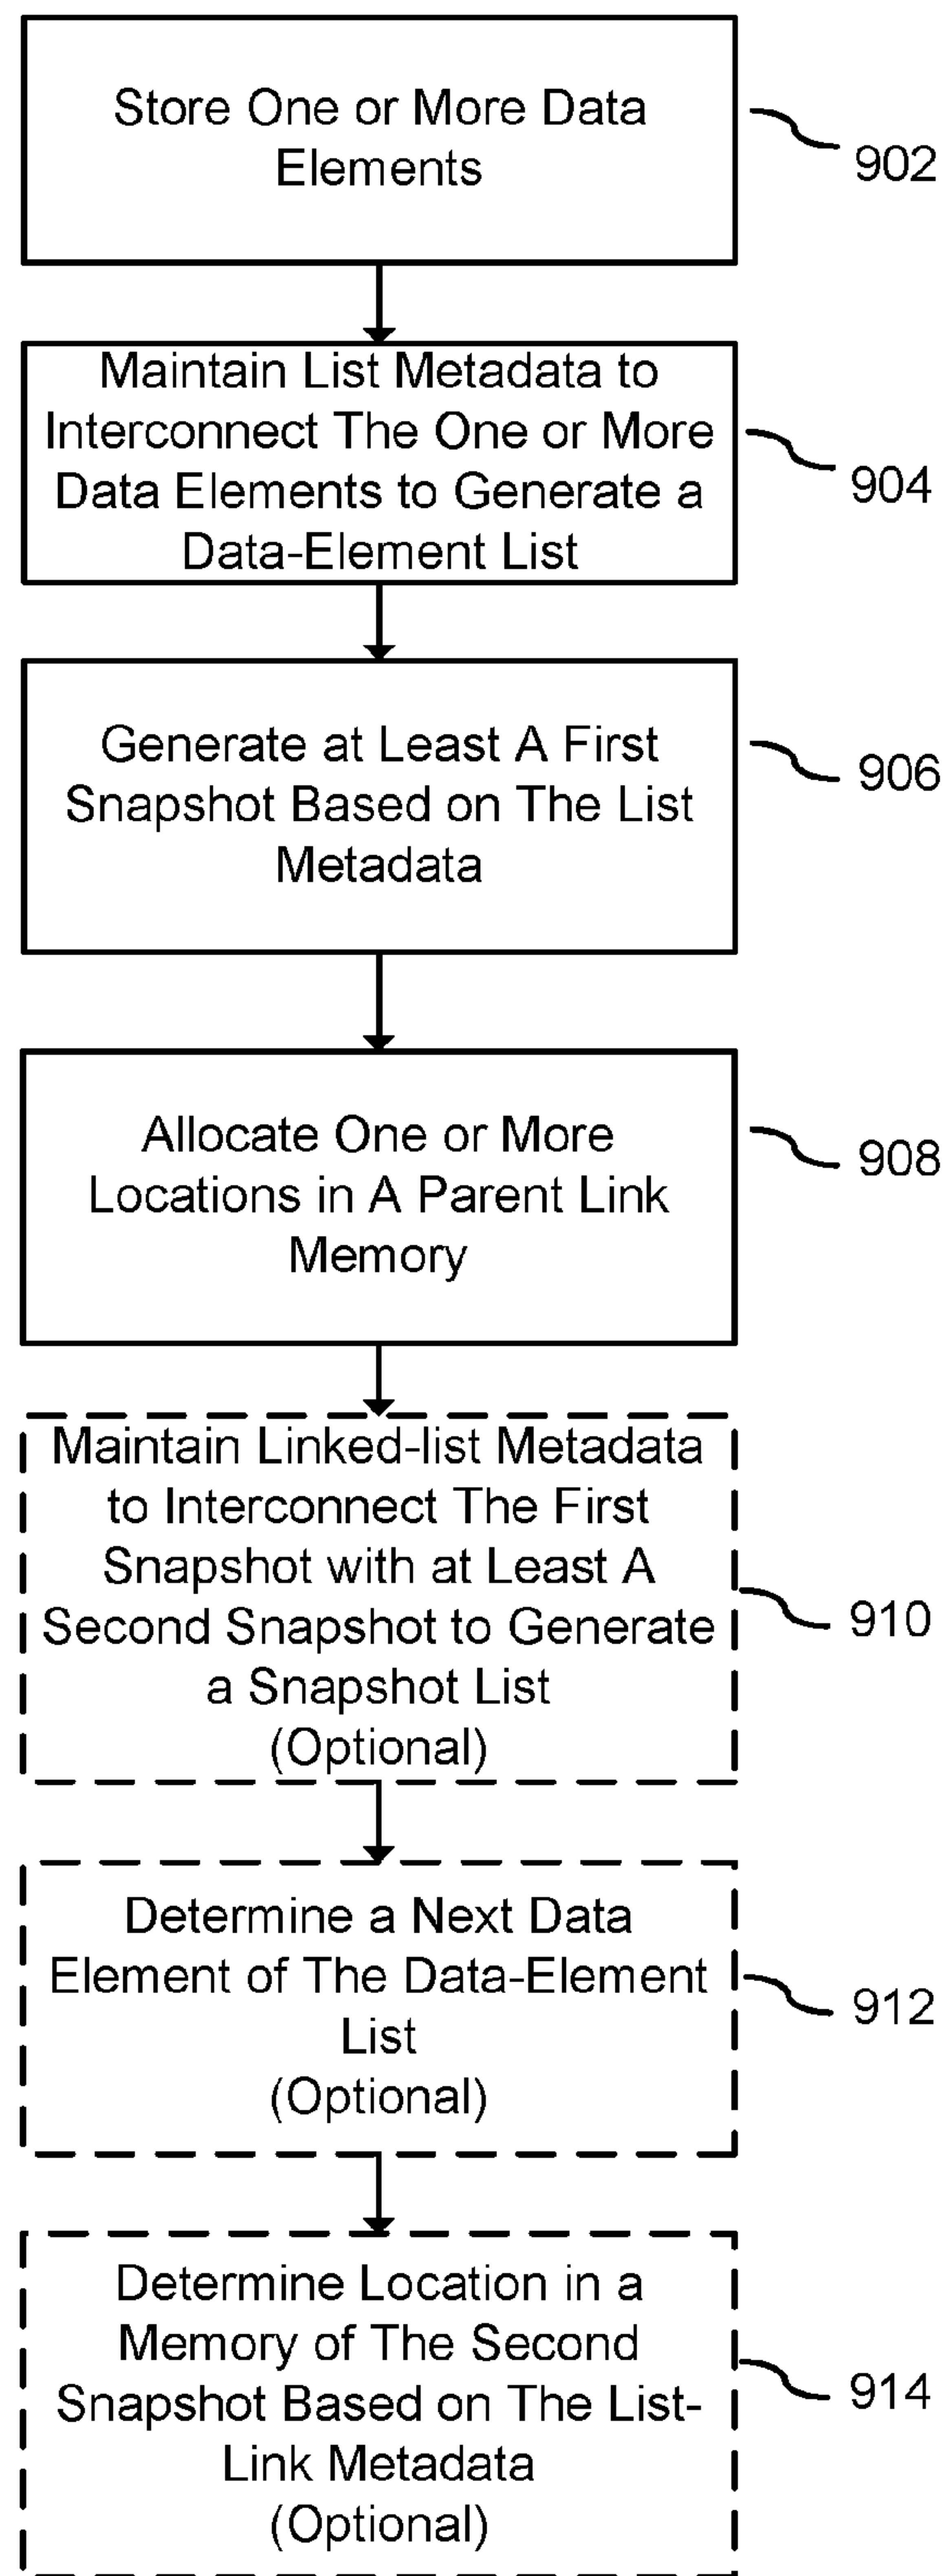 Store One or More Data
Elements
902
Maintain List Metadata to
Interconnect The One or More
Data Elements to Generate a
Data-Element List
904
Generate at Least A First
Snapshot Based on The List
Metadata
906
Allocate One or More
Locations in A Parent Link
Memory
908
Maintain Linked-list Metadata
to Interconnect The First
Snapshot with at Least A
Second Snapshot to Generate
a Snapshot List
(Optional)
910
Determine a Next Data
Element of The Data-Element
List
(Optional)
912
Determine Location in a
Memory of The Second
Snapshot Based on The List-
Link Metadata
(Optional)
914